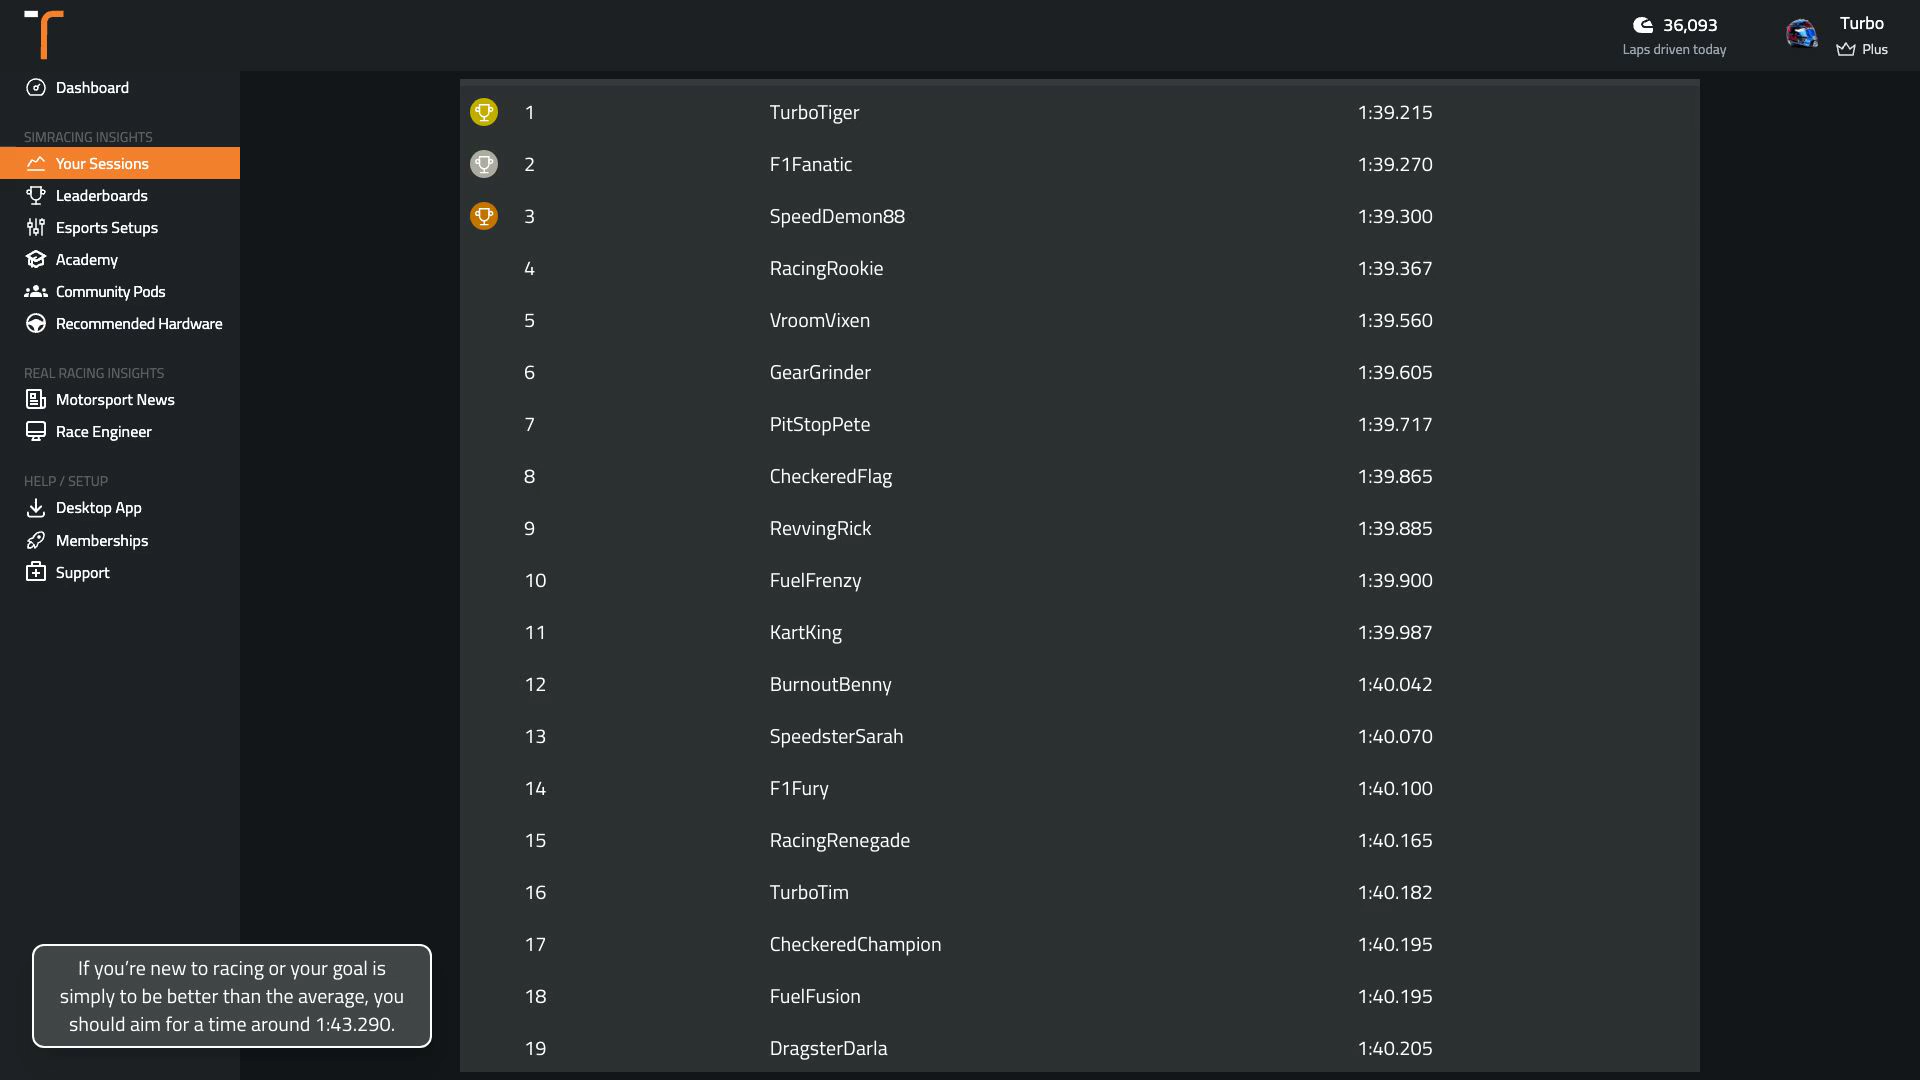 36,093
Laps driven today
Turbo
Plus
Dashboard
SIMRACING INSIGHTS
Your Sessions
Leaderboards
Esports Setups
Academy
Community Pods
Recommended Hardware
REAL RACING INSIGHTS
Motorsport News
Race Engineer
HELP / SETUP
Desktop App
Memberships
Support
1 TurboTiger 1:39.215
2 F1Fanatic 1:39.270
3 SpeedDemon88 1:39.300
4 RacingRookie 1:39.367
5 VroomVixen 1:39.560
6 GearGrinder 1:39.605
7 PitStopPete 1:39.717
8 CheckeredFlag 1:39.865
9 RevvingRick 1:39.885
10 FuelFrenzy 1:39.900
11 KartKing 1:39.987
12 BurnoutBenny 1:40.042
13 SpeedsterSarah 1:40.070
14 F1Fury 1:40.100
15 RacingRenegade 1:40.165
16 TurboTim 1:40.182
17 CheckeredChampion 1:40.195
18 FuelFusion 1:40.195
19 DragsterDarla 1:40.205
If you’re new to racing or your goal is
simply to be better than the average, you
should aim for a time around 1:43.290.